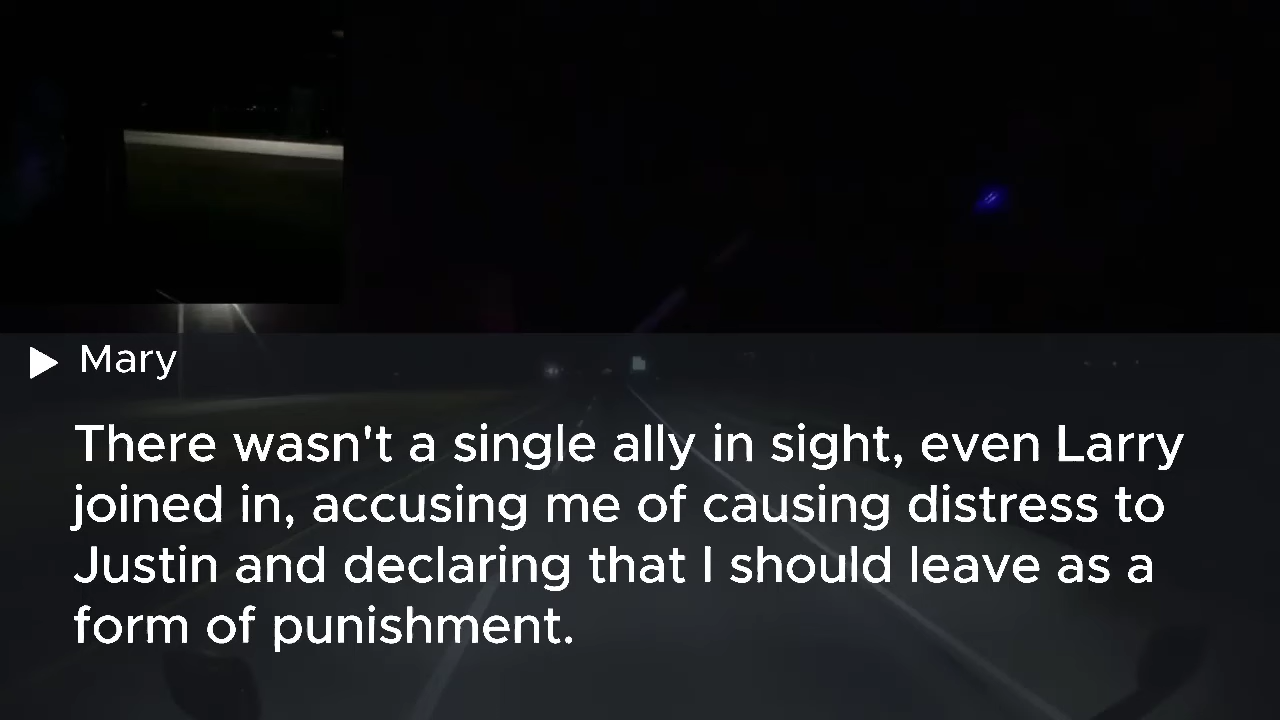 Mary
There wasn't a single ally in sight, even Larry
joined in, accusing me of causing distress to
Justin and declaring that I should leave as a
form of punishment.